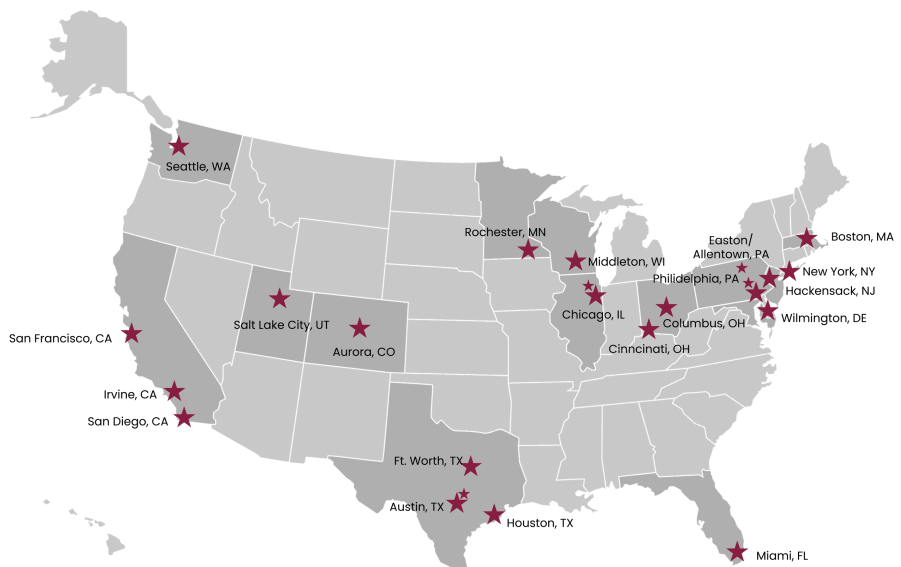 Seattle, WA
Rochester, MN
Boston, MA
Easton/
Allentown, PA
Middleton, WI
New York, NY
Philidelphia, PA
Hackensack, NJ
Chicago, IL
Wilmington, DE
Salt Lake City, UT
Columbus, OH
San Francisco, CA
Aurora, CO
Cinncinati, OH
Irvine, CA
San Diego, CA
Ft. Worth, TX
Austin, TX
Houston, TX
Miami, FL